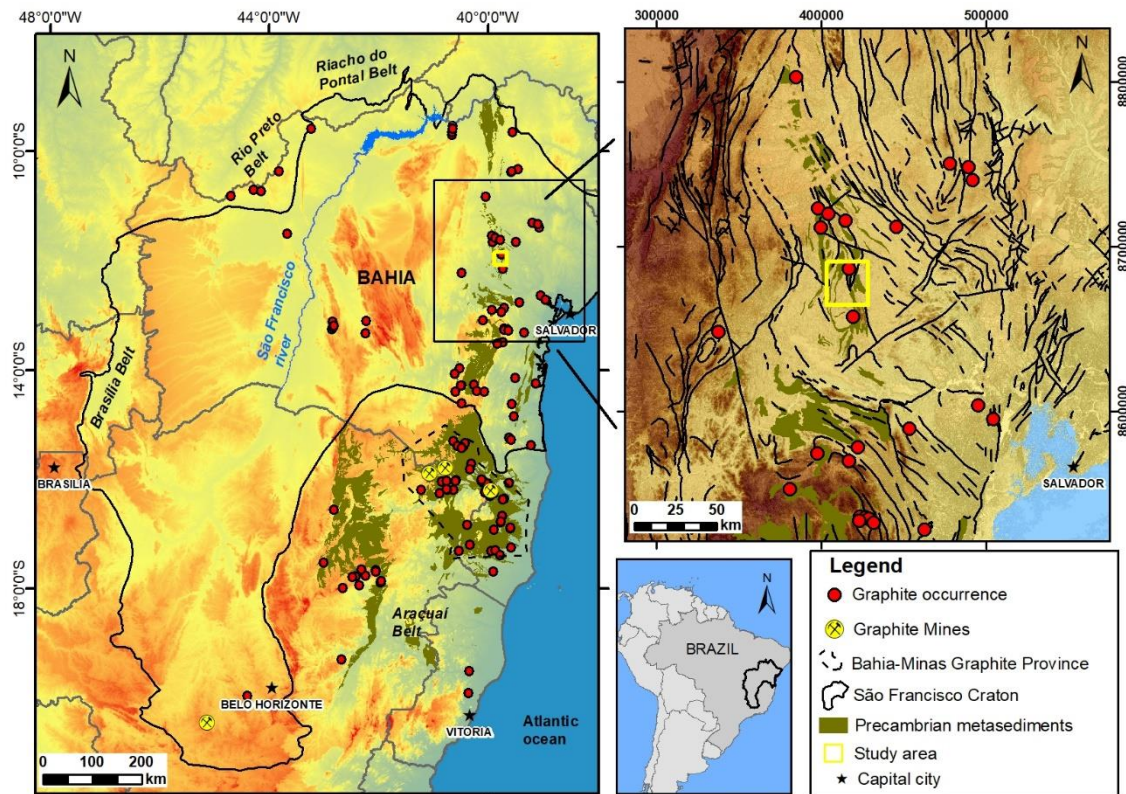 48°0'0"W
44°0'0"W
40°0'0"W
N
Riacho do
Pontal Belt
Rio Preto
Belt
10°0'0"S
São Francisco
river
BAHIA
SALVADOR
14°0'0"S
Brasília Belt
BRASILIA
18°0'0"S
Araçuaí
Belt
BELO HORIZONTE
VITORIA
Atlantic
ocean
0 50 100 200
km
300000
400000
500000
N
8800000
8700000
8600000
SALVADOR
0 25 50
km
N
BRAZIL
Legend
Graphite occurrence
Graphite Mines
Bahia-Minas Graphite Province
São Francisco Craton
Precambrian metasediments
Study area
Capital city